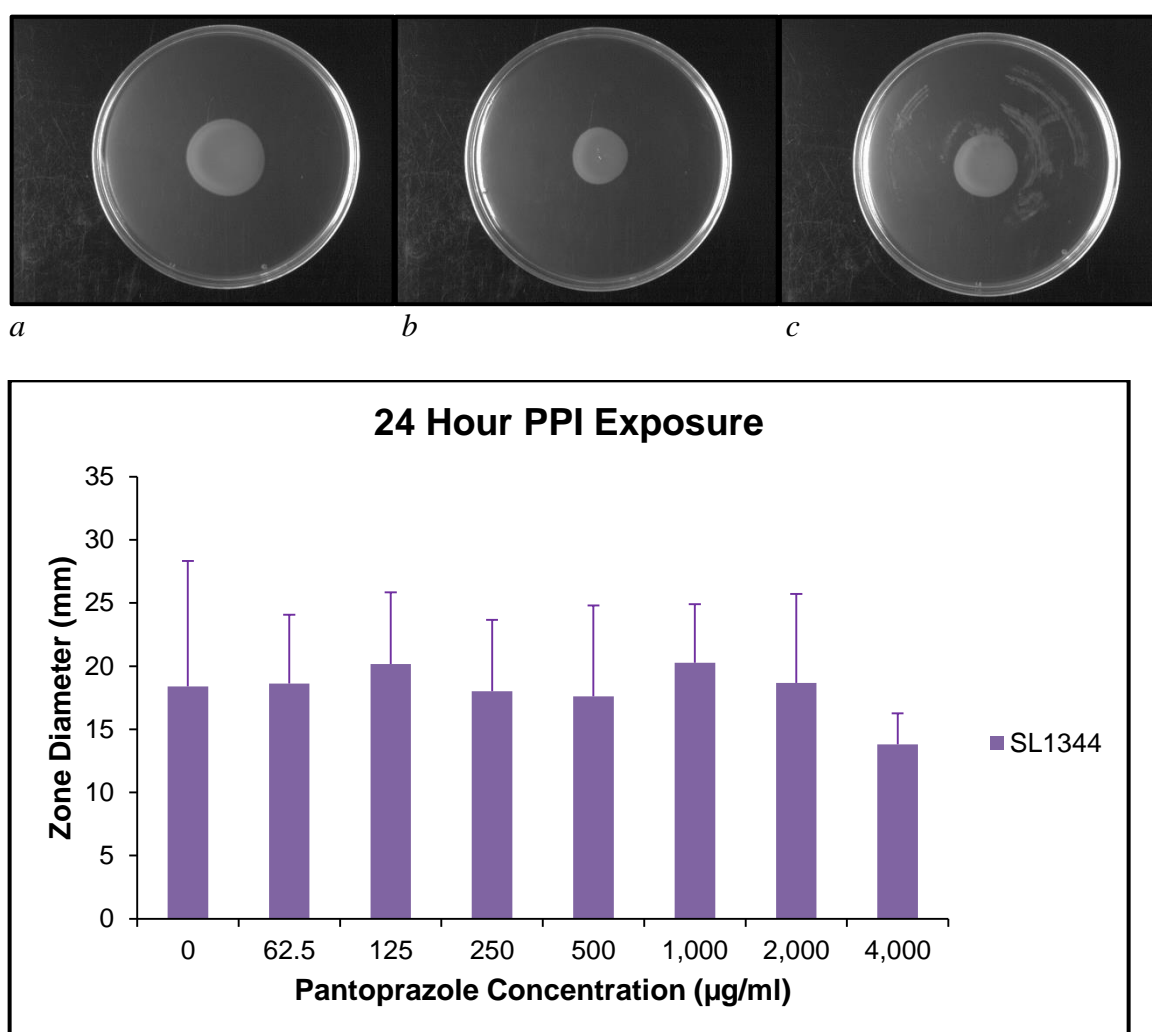 a
b
c
24 Hour PPI Exposure
35
30
25
20
15
10
5
0
Zone Diameter (mm)
0 62.5 125 250 500 1,000 2,000 4,000
Pantoprazole Concentration (µg/ml)
SL1344